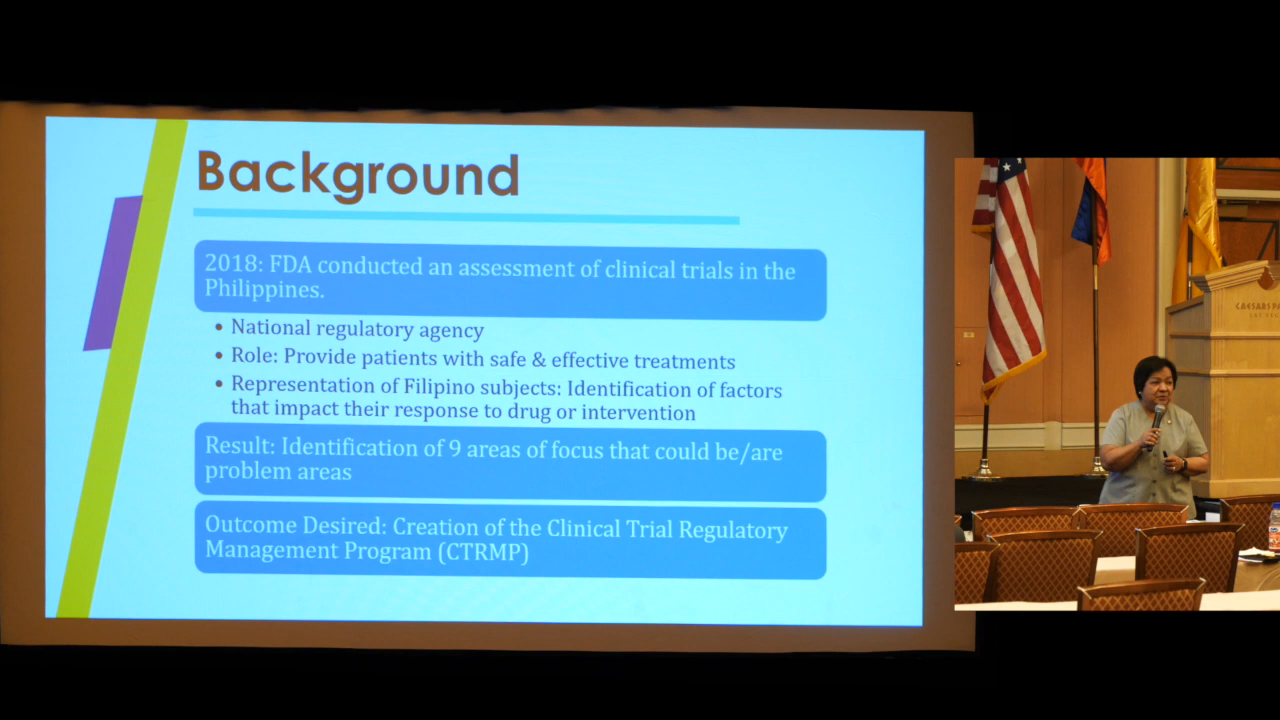 Background
2018: FDA conducted an assessment of clinical trials in the
Philippines.
• National regulatory agency
• Role: Provide patients with safe & effective treatments
• Representation of Filipino subjects: Identification of factors
that impact their response to drug or intervention
Result: Identification of 9 areas of focus that could be/are
problem areas
Outcome Desired: Creation of the Clinical Trial Regulatory
Management Program (CTRMP)
CAESARS